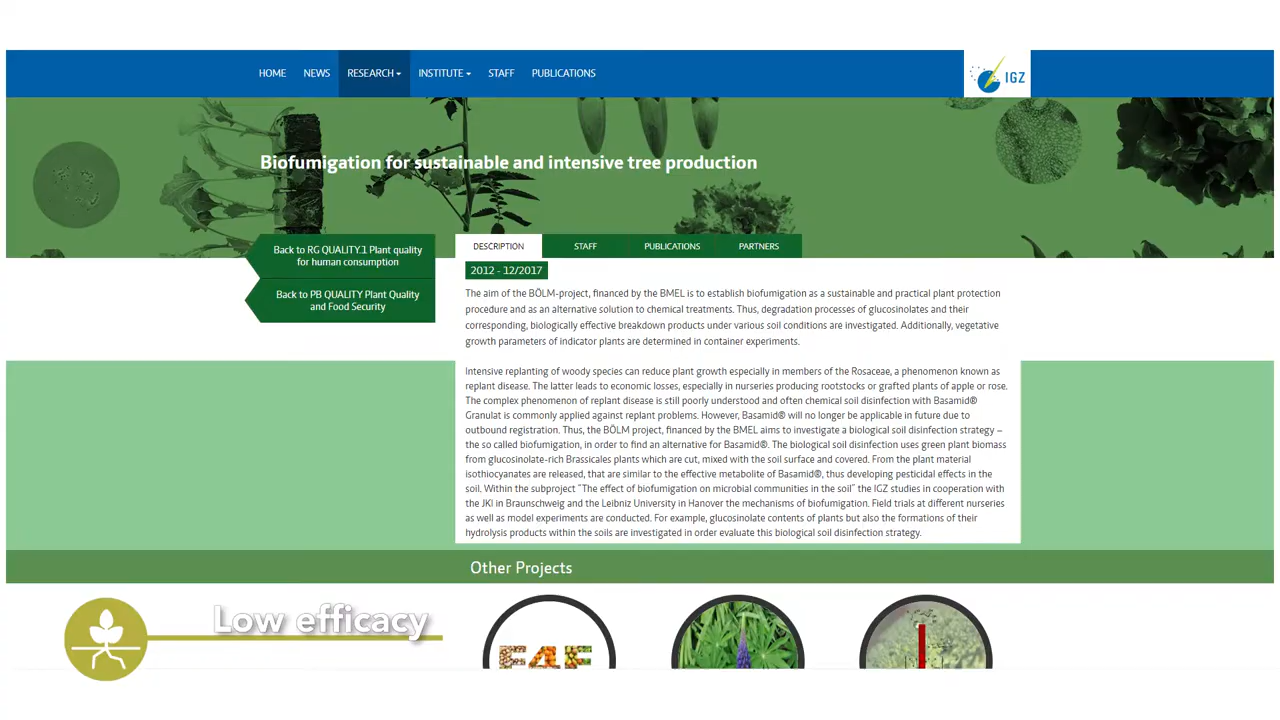 HOME NEWS RESEARCH INSTITUTE STAFF PUBLICATIONS
IGZ
Biofumigation for sustainable and intensive tree production
Back to RG QUALITY.1 Plant quality
for human consumption
Back to PB QUALITY Plant Quality
and Food Security
DESCRIPTION STAFF PUBLICATIONS PARTNERS
2012 - 12/2017
The aim of the BÖLM-project, financed by the BMEL is to establish biofumigation as a sustainable and practical plant protection
procedure and as an alternative solution to chemical treatments. Thus, degradation processes of glucosinolates and their
corresponding, biologically effective breakdown products under various soil conditions are investigated. Additionally, vegetative
growth parameters of indicator plants are determined in container experiments.
Intensive replanting of woody species can reduce plant growth especially in members of the Rosaceae, a phenomenon known as
replant disease. The latter leads to economic losses, especially in nurseries producing rootstocks or grafted plants of apple or rose.
The complex phenomenon of replant disease is still poorly understood and often chemical soil disinfection with Basamid®
Granulat is commonly applied against replant problems. However, Basamid® will no longer be applicable in future due to
outbound registration. Thus, the BÖLM project, financed by the BMEL aims to investigate a biological soil disinfection strategy –
the so called biofumigation, in order to find an alternative for Basamid®. The biological soil disinfection uses green plant biomass
from glucosinolate-rich Brassicales plants which are cut, mixed with the soil surface and covered. From the plant material
isothiocyanates are released, that are similar to the effective metabolite of Basamid®, thus developing pesticidal effects in the
soil. Within the subproject "The effect of biofumigation on microbial communities in the soil" the IGZ studies in cooperation with
the JKI in Braunschweig and the Leibniz University in Hanover the mechanisms of biofumigation. Field trials at different nurseries
as well as model experiments are conducted. For example, glucosinolate contents of plants but also the formations of their
hydrolysis products within the soils are investigated in order evaluate this biological soil disinfection strategy.
Other Projects
Low efficacy
F4F